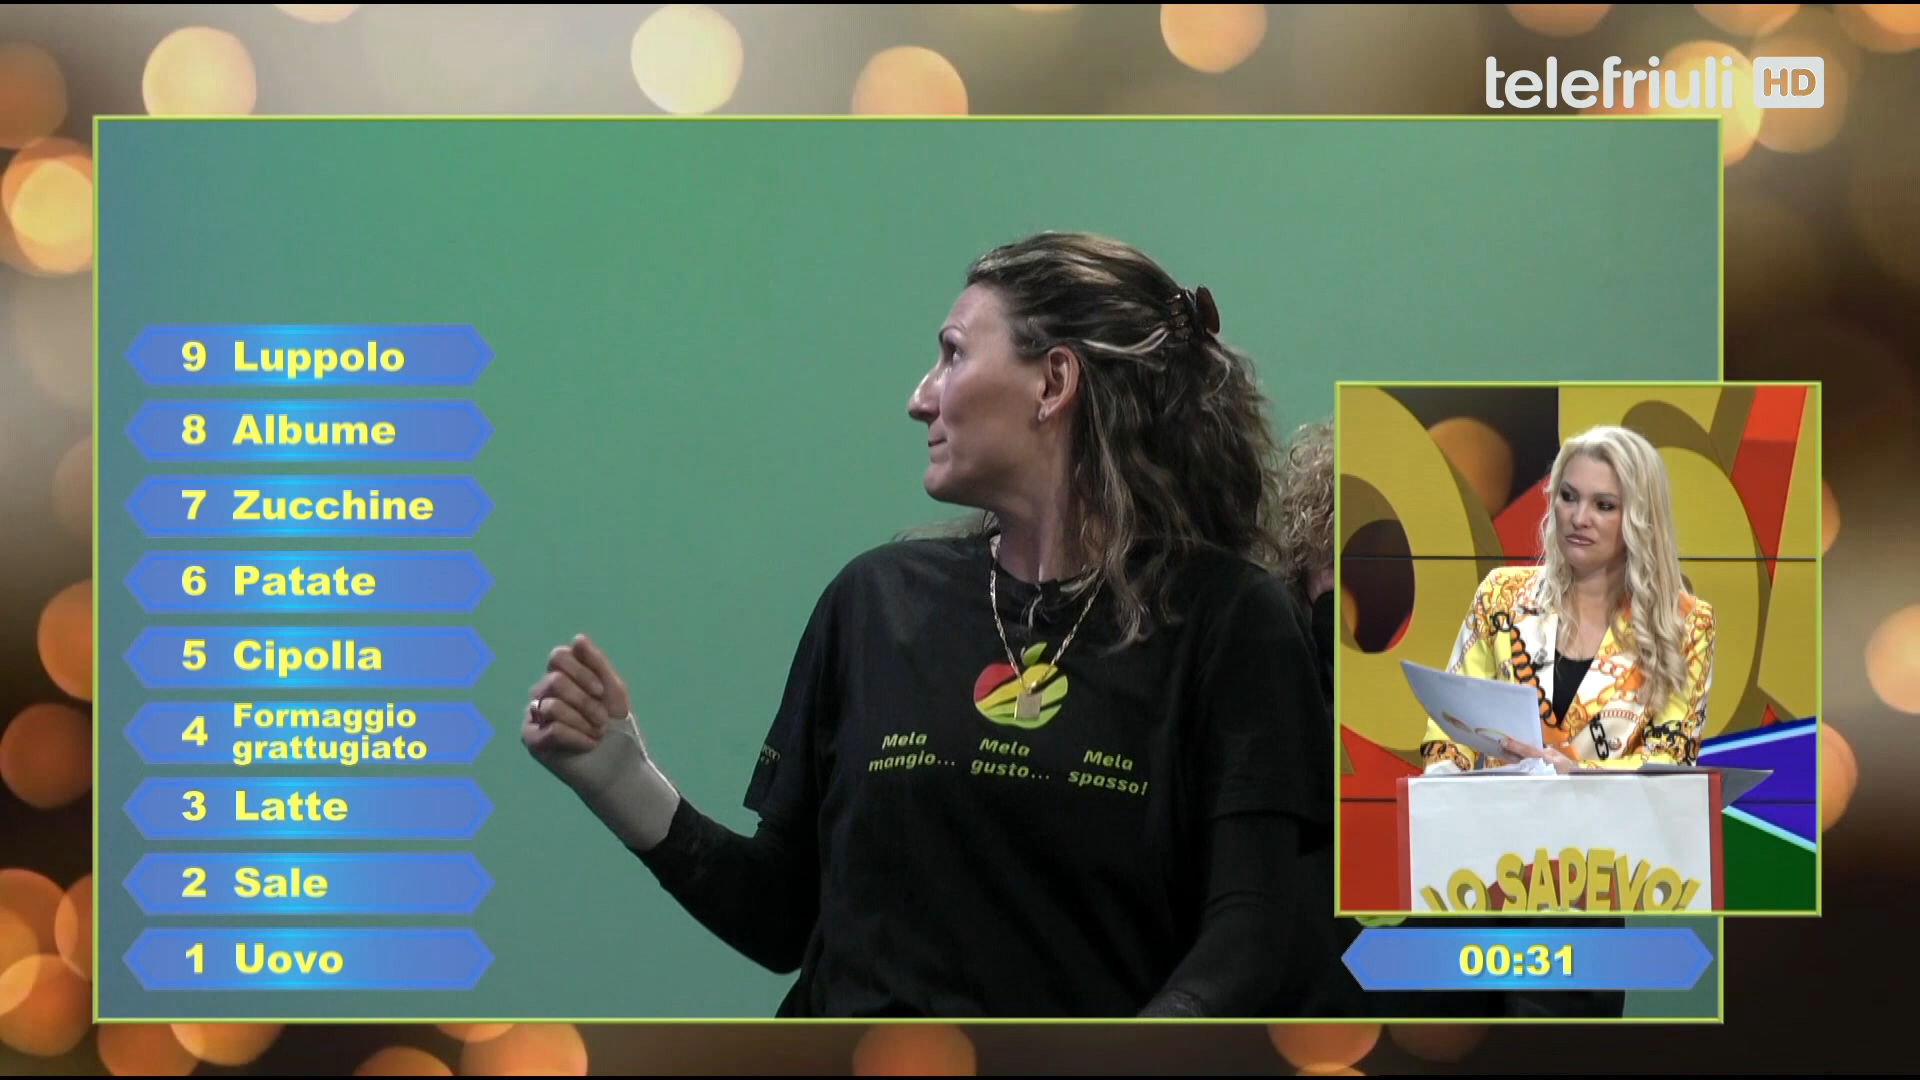 telefriuli HD
9 Luppolo
8 Albume
7 Zucchine
6 Patate
5 Cipolla
4 Formaggio
grattugiato
3 Latte
2 Sale
1 Uovo
Mela
mangio...
Mela
gusto...
Mela
spasso!
LO SAPEVO!
00:31